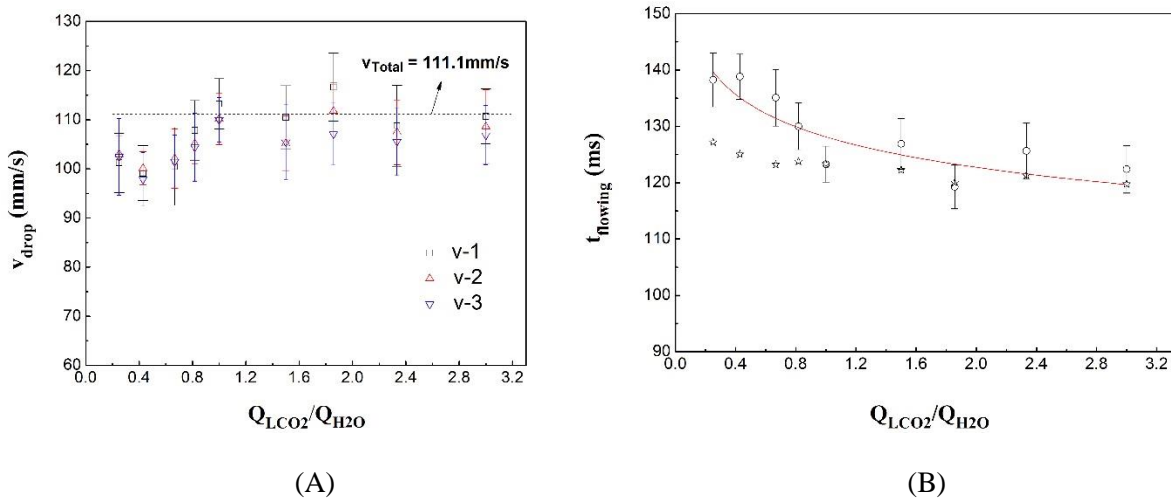 130
120
110
100
90
80
70
60
v_drop (mm/s)
v_Total = 111.1mm/s
v-1
v-2
v-3
0.0 0.4 0.8 1.2 1.6 2.0 2.4 2.8 3.2
Q_LCO2/Q_H2O
(A)
150
140
130
120
110
100
90
t_flowing (ms)
0.0 0.4 0.8 1.2 1.6 2.0 2.4 2.8 3.2
Q_LCO2/Q_H2O
(B)